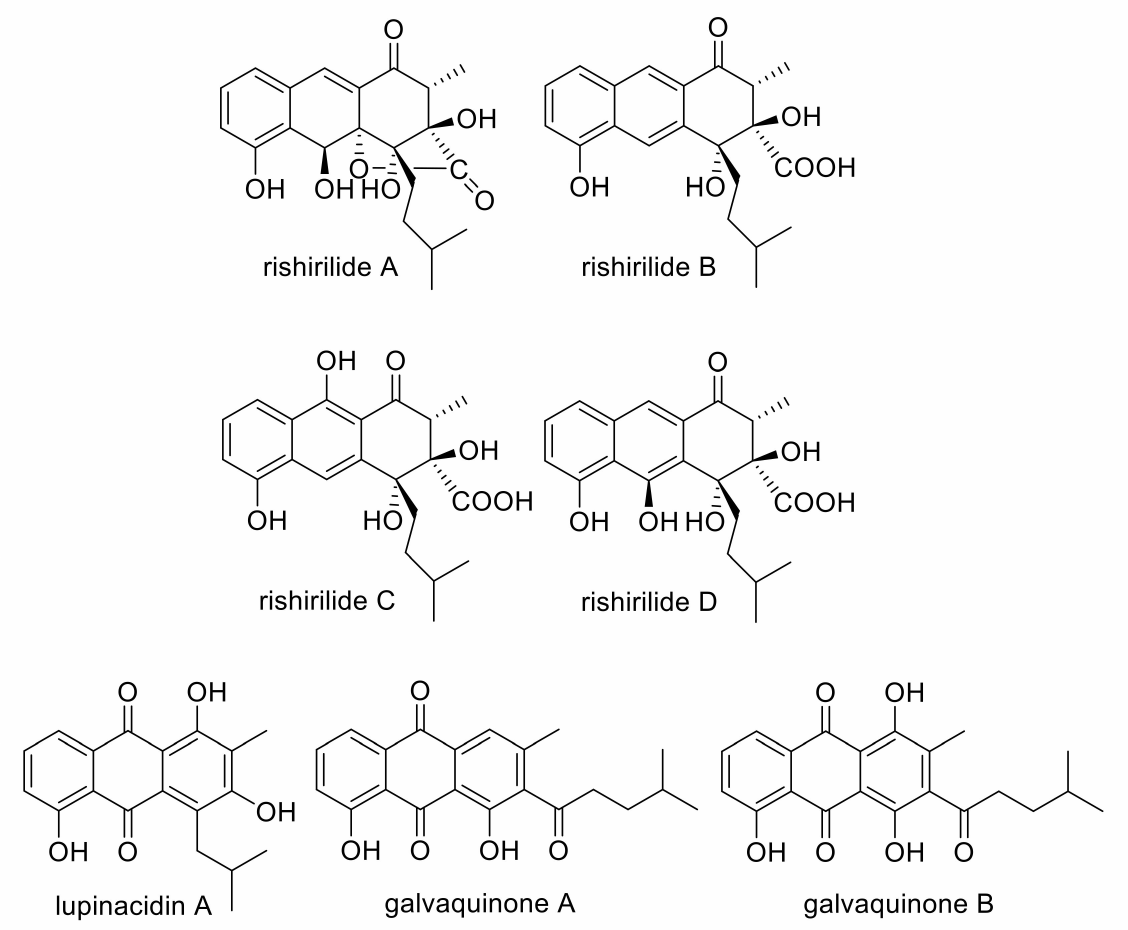 O O
OH OH
O C COOH
OH OH HO O OH HO
rishirilide A rishirilide B
OH O O
OH OH
COOH COOH
OH HO OH OH HO
rishirilide C rishirilide D
O OH O O OH
OH
OH O OH O OH O OH O OH O
lupinacidin A galvaquinone A galvaquinone B